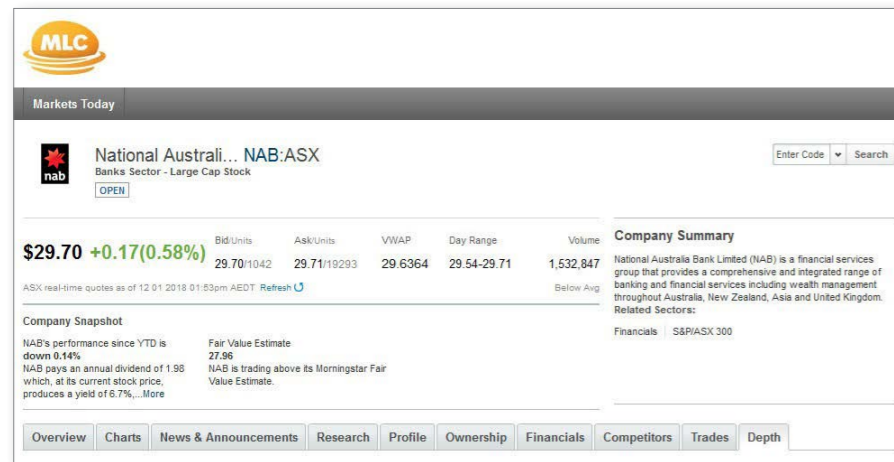 MLC
Markets Today
nab
National Australi... NAB:ASX
Banks Sector - Large Cap Stock
OPEN
Enter Code
Search
$29.70 +0.17(0.58%)
Bid/Units
29.70/1042
Ask/Units
29.71/19293
VWAP
29.6364
Day Range
29.54-29.71
Volume
1,532,847
ASX real-time quotes as of 12 01 2018 01:53pm AEDT Refresh
Below Avg
Company Summary
National Australia Bank Limited (NAB) is a financial services
group that provides a comprehensive and integrated range of
banking and financial services including wealth management
throughout Australia, New Zealand, Asia and United Kingdom.
Related Sectors:
Financials
S&P/ASX 300
Company Snapshot
NAB's performance since YTD is
down 0.14%
NAB pays an annual dividend of 1.98
which, at its current stock price,
produces a yield of 6.7%,...More
Fair Value Estimate
27.96
NAB is trading above its Morningstar Fair
Value Estimate.
Overview
Charts
News & Announcements
Research
Profile
Ownership
Financials
Competitors
Trades
Depth